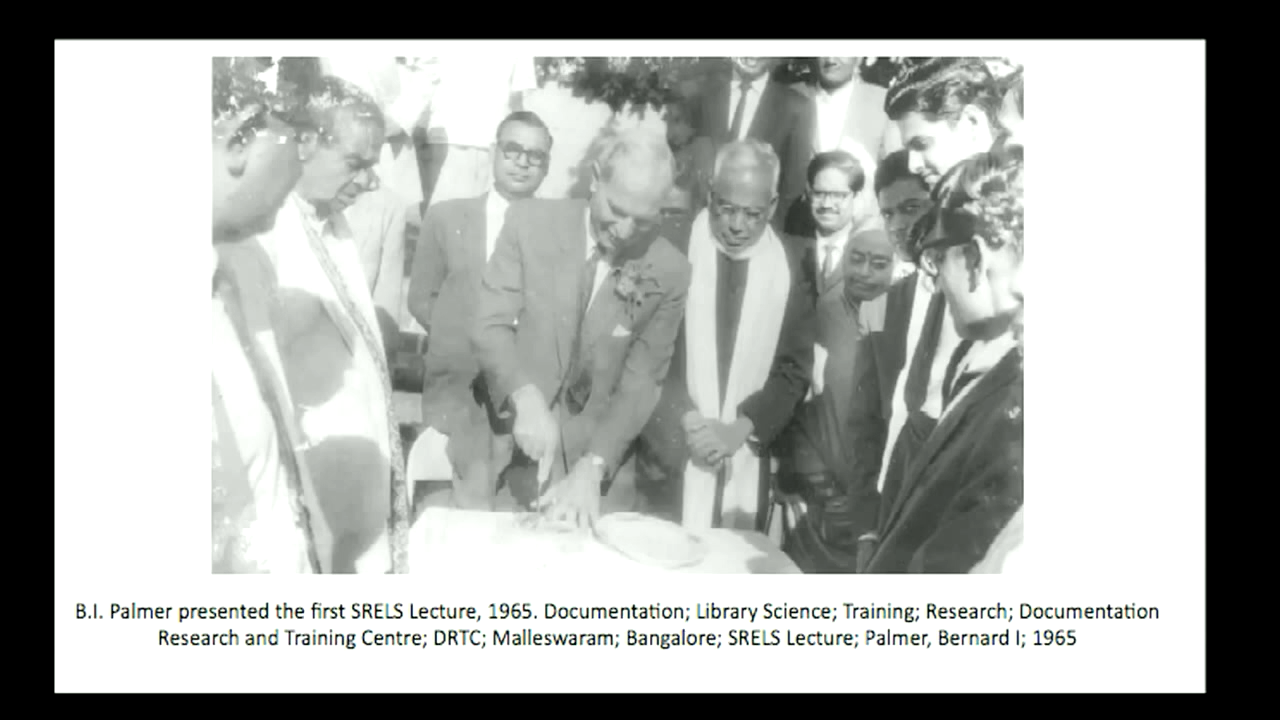 B.I. Palmer presented the first SRELS Lecture, 1965. Documentation; Library Science; Training; Research; Documentation
Research and Training Centre; DRTC; Malleswaram; Bangalore; SRELS Lecture; Palmer, Bernard I; 1965